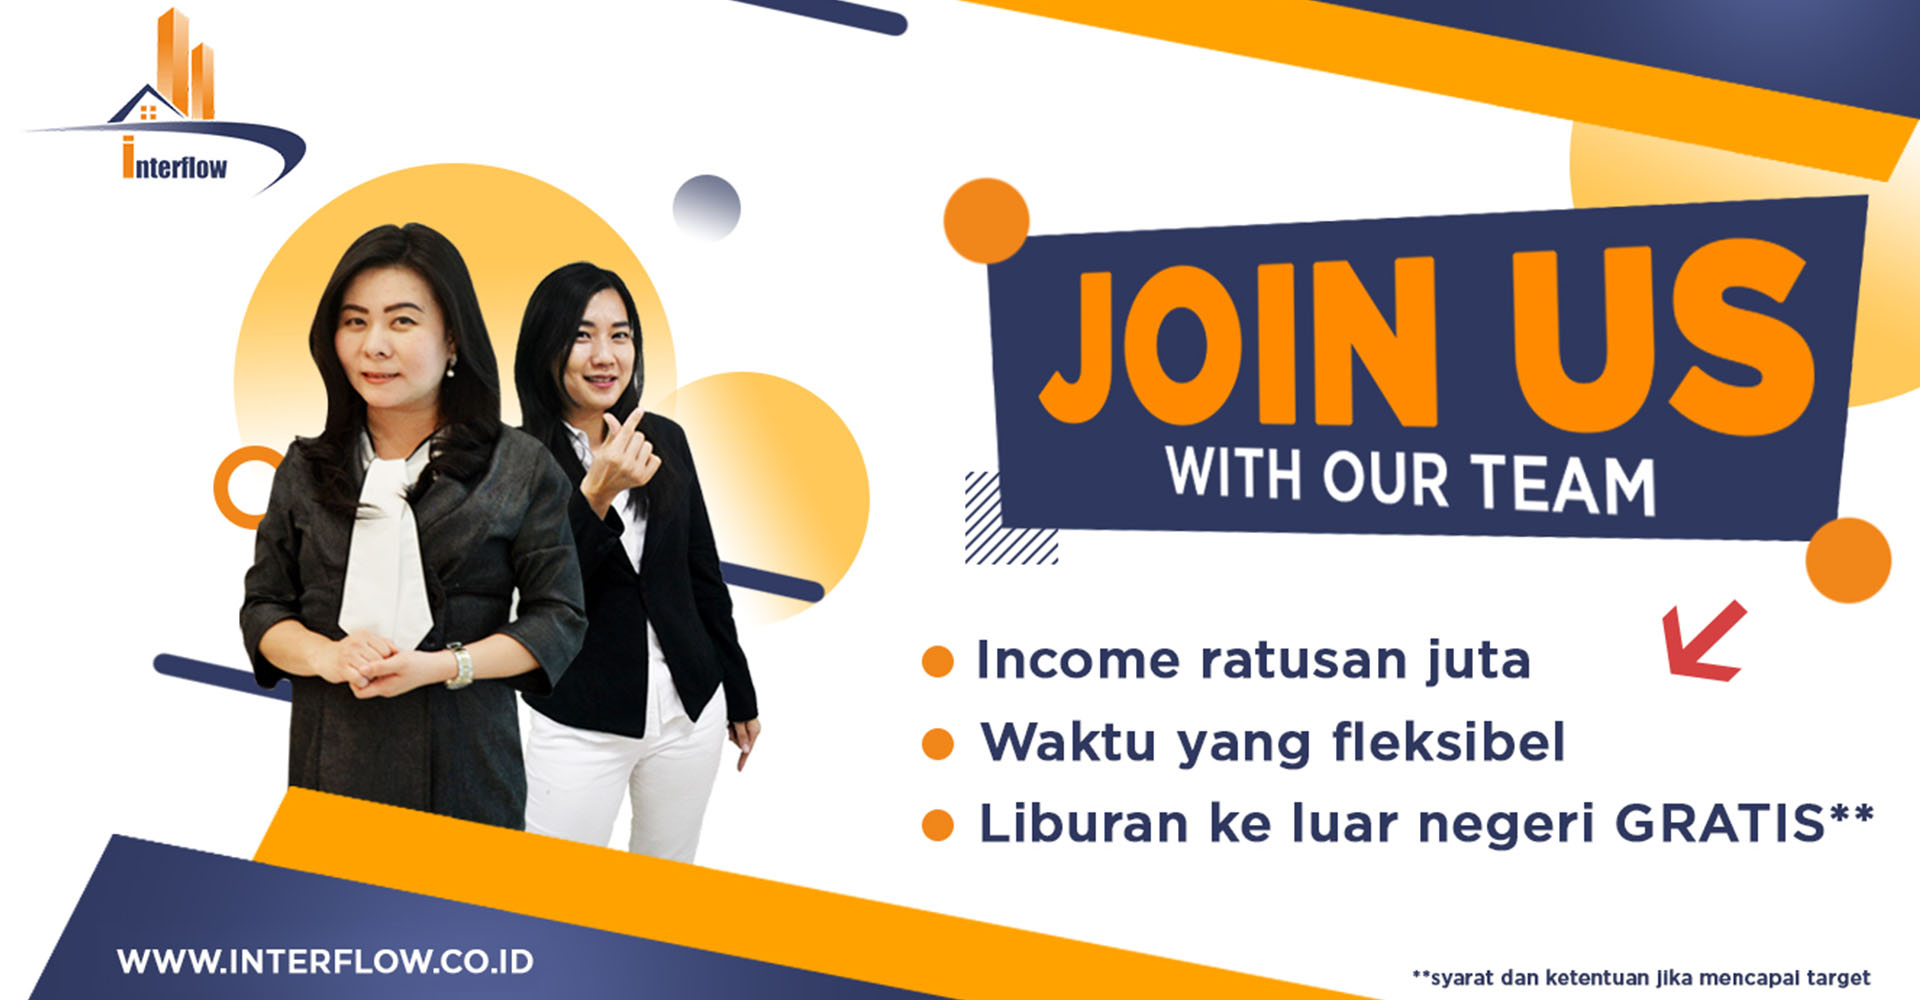 interflow
JOIN US
WITH OUR TEAM
Income ratusan juta
Waktu yang fleksibel
Liburan ke luar negeri GRATIS**
WWW.INTERFLOW.CO.ID
**syarat dan ketentuan jika mencapai target